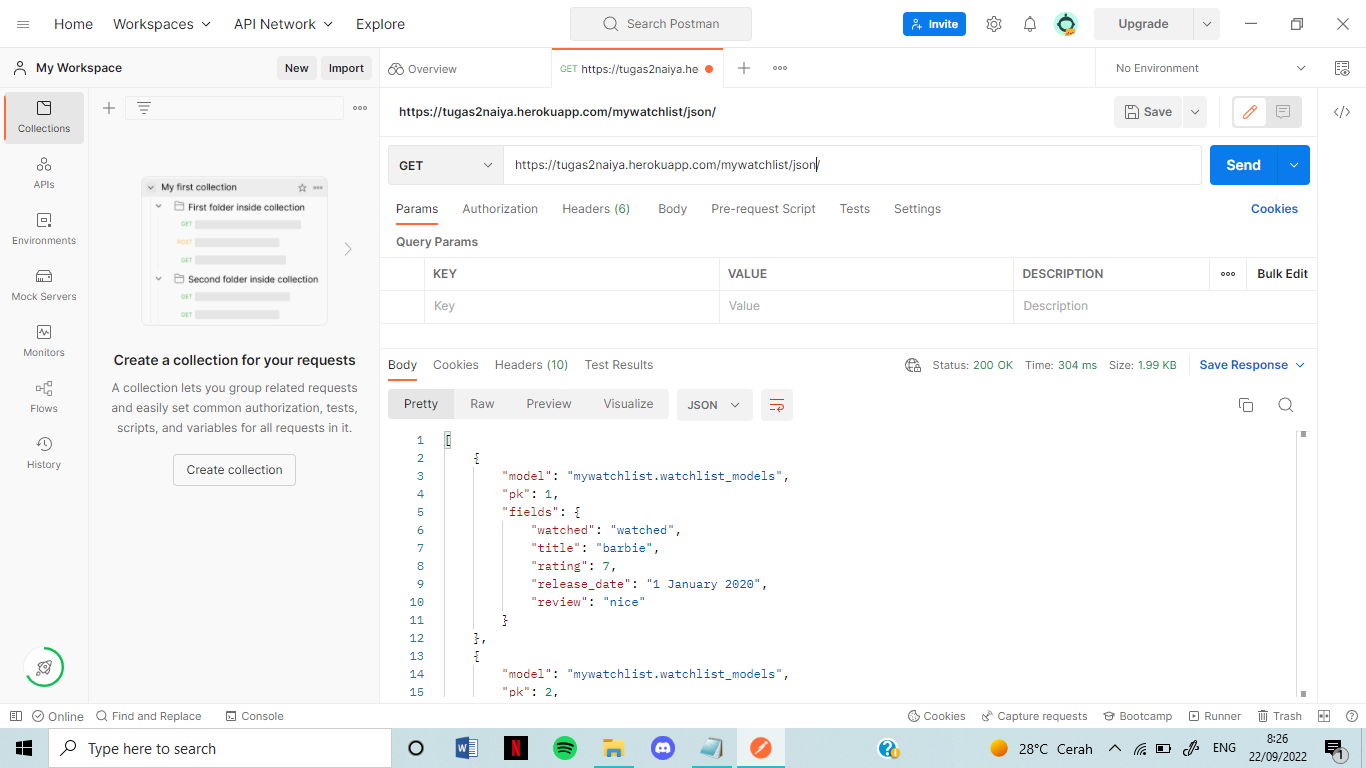 Home Workspaces API Network Explore Search Postman Invite Upgrade
My Workspace New Import Overview GET https://tugas2naiya.he No Environment
https://tugas2naiya.herokuapp.com/mywatchlist/json/ Save
Collections
APIs
Environments
Mock Servers
Monitors
Flows
History
My first collection
First folder inside collection
GET
POST
GET
Second folder inside collection
GET
GET
Create a collection for your requests
A collection lets you group related requests
and easily set common authorization, tests,
scripts, and variables for all requests in it.
Create collection
GET https://tugas2naiya.herokuapp.com/mywatchlist/json/ Send
Params Authorization Headers (6) Body Pre-request Script Tests Settings Cookies
Query Params
KEY VALUE DESCRIPTION Bulk Edit
Key Value Description
Body Cookies Headers (10) Test Results Status: 200 OK Time: 304 ms Size: 1.99 KB Save Response
Pretty Raw Preview Visualize JSON
1 [
2 {
3 "model": "mywatchlist.watchlist_models",
4 "pk": 1,
5 "fields": {
6 "watched": "watched",
7 "title": "barbie",
8 "rating": 7,
9 "release_date": "1 January 2020",
10 "review": "nice"
11 }
12 },
13 {
14 "model": "mywatchlist.watchlist_models",
15 "pk": 2,
Online Find and Replace Console Cookies Capture requests Bootcamp Runner Trash
Type here to search 28°C Cerah ENG 8:26
22/09/2022 1